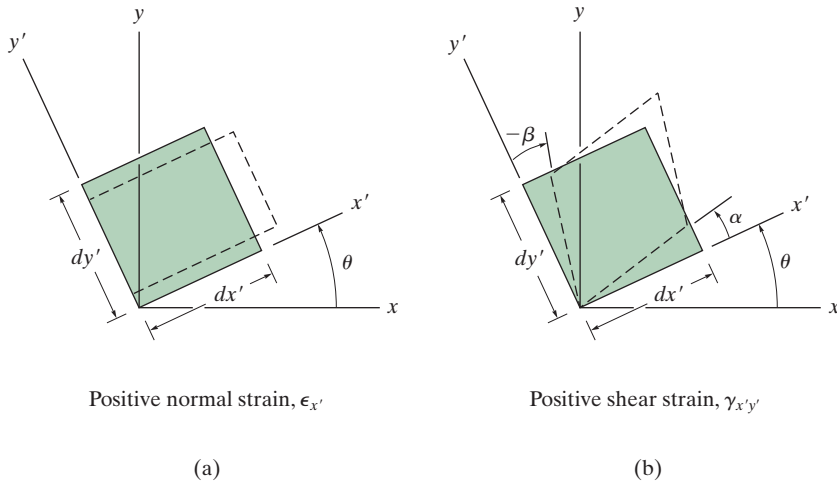 y
y′
x′
x
dy′
dx′
θ
Positive normal strain, ϵx′
(a)
y
y′
−β
α
x′
x
dy′
dx′
θ
Positive shear strain, γx′y′
(b)